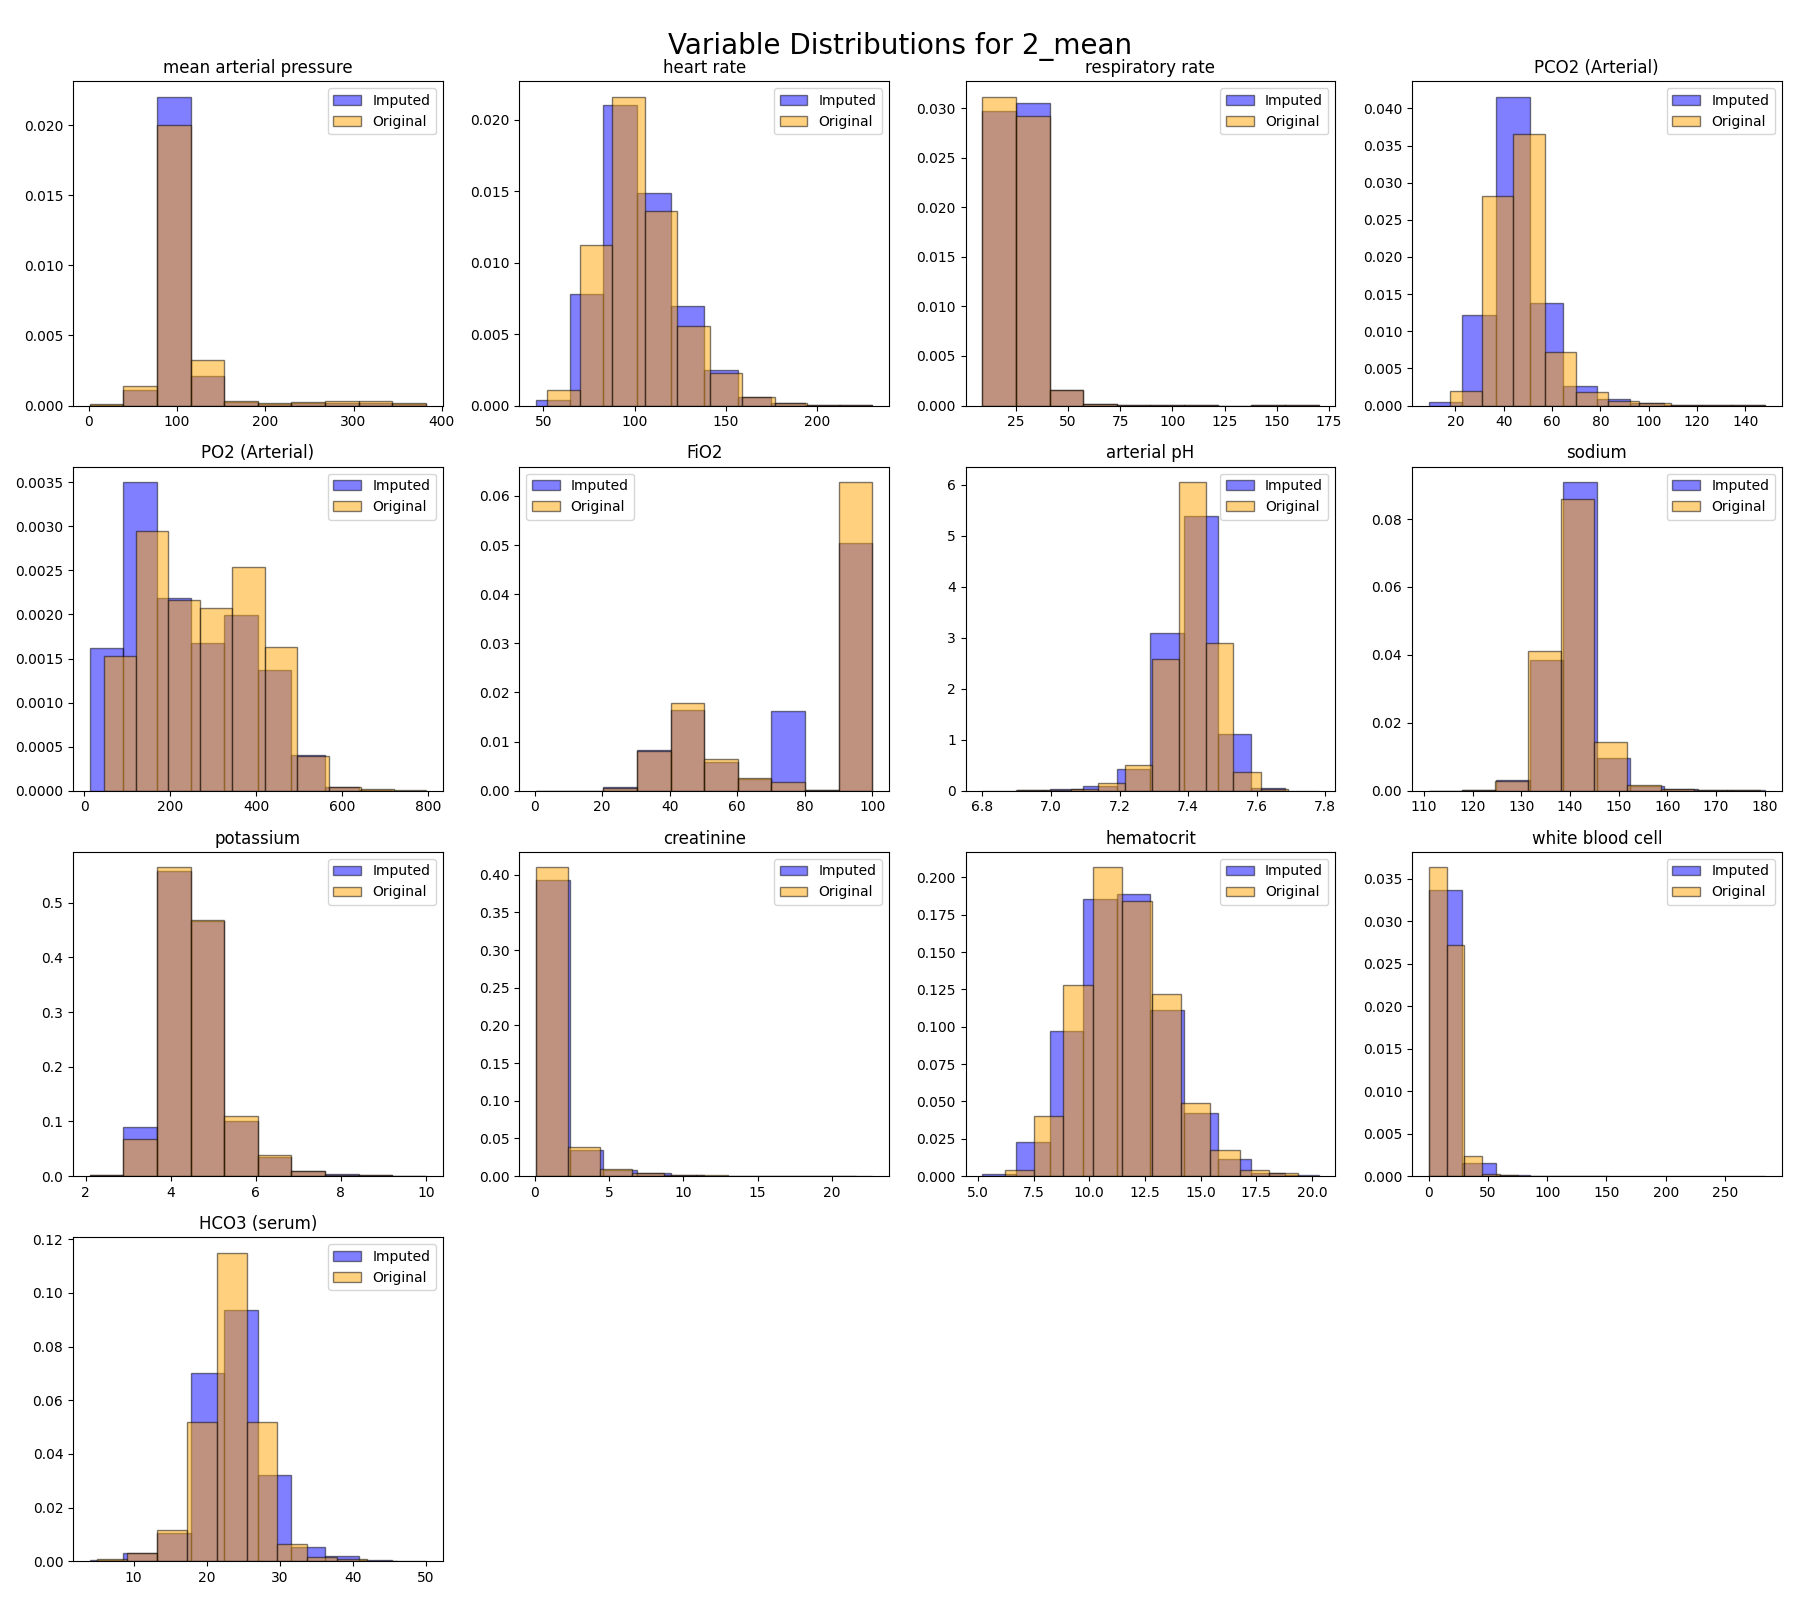 Variable Distributions for 2_mean
mean arterial pressure
Imputed
Original
0.020
0.015
0.010
0.005
0.000
0 100 200 300 400
heart rate
Imputed
Original
0.020
0.015
0.010
0.005
0.000
50 100 150 200
respiratory rate
Imputed
Original
0.030
0.025
0.020
0.015
0.010
0.005
0.000
25 50 75 100 125 150 175
PCO2 (Arterial)
Imputed
Original
0.040
0.035
0.030
0.025
0.020
0.015
0.010
0.005
0.000
20 40 60 80 100 120 140
PO2 (Arterial)
Imputed
Original
0.0035
0.0030
0.0025
0.0020
0.0015
0.0010
0.0005
0.0000
0 200 400 600 800
FiO2
Imputed
Original
0.06
0.05
0.04
0.03
0.02
0.01
0.00
0 20 40 60 80 100
arterial pH
Imputed
Original
6
5
4
3
2
1
0
6.8 7.0 7.2 7.4 7.6 7.8
sodium
Imputed
Original
0.08
0.06
0.04
0.02
0.00
110 120 130 140 150 160 170 180
potassium
Imputed
Original
0.5
0.4
0.3
0.2
0.1
0.0
2 4 6 8 10
creatinine
Imputed
Original
0.40
0.35
0.30
0.25
0.20
0.15
0.10
0.05
0.00
0 5 10 15 20
hematocrit
Imputed
Original
0.200
0.175
0.150
0.125
0.100
0.075
0.050
0.025
0.000
5.0 7.5 10.0 12.5 15.0 17.5 20.0
white blood cell
Imputed
Original
0.035
0.030
0.025
0.020
0.015
0.010
0.005
0.000
0 50 100 150 200 250
HCO3 (serum)
Imputed
Original
0.12
0.10
0.08
0.06
0.04
0.02
0.00
10 20 30 40 50